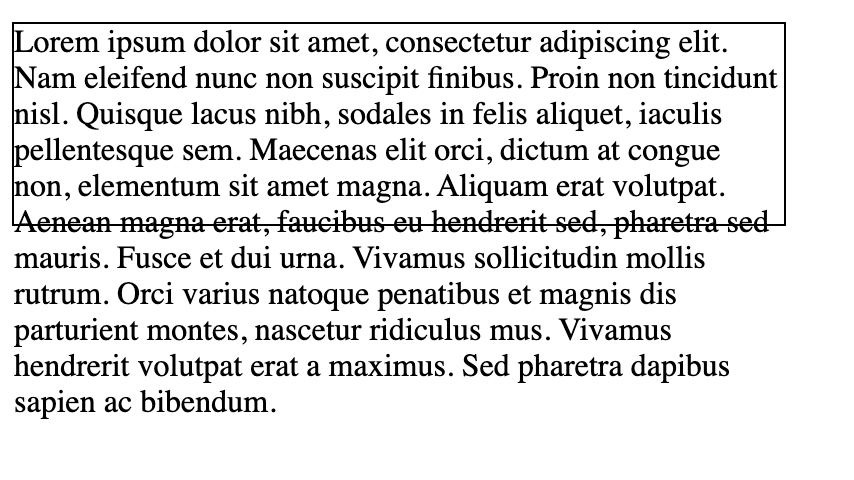 Lorem ipsum dolor sit amet, consectetur adipiscing elit.
Nam eleifend nunc non suscipit finibus. Proin non tincidunt
nisl. Quisque lacus nibh, sodales in felis aliquet, iaculis
pellentesque sem. Maecenas elit orci, dictum at congue
non, elementum sit amet magna. Aliquam erat volutpat.
Aenean magna erat, faucibus eu hendrerit sed, pharetra sed
mauris. Fusce et dui urna. Vivamus sollicitudin mollis
rutrum. Orci varius natoque penatibus et magnis dis
parturient montes, nascetur ridiculus mus. Vivamus
hendrerit volutpat erat a maximus. Sed pharetra dapibus
sapien ac bibendum.